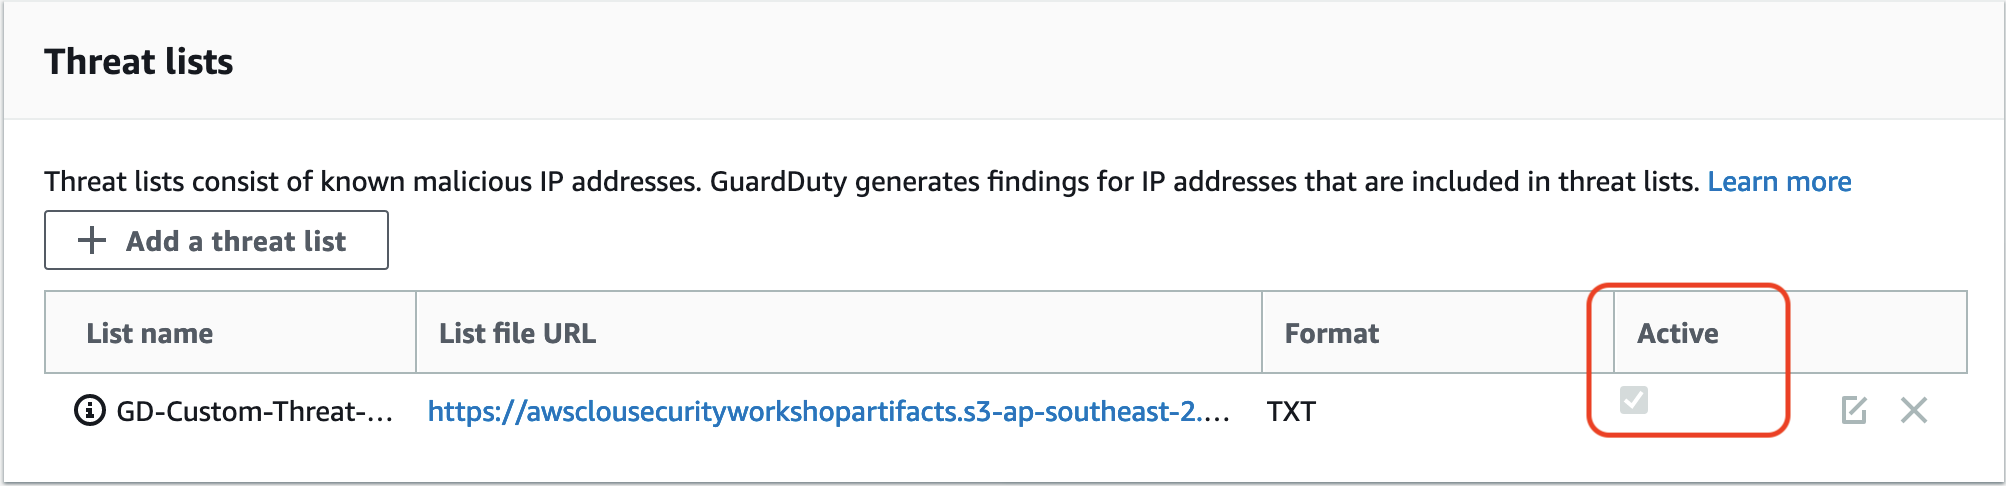 Threat lists
Threat lists consist of known malicious IP addresses. GuardDuty generates findings for IP addresses that are included in threat lists. Learn more
Add a threat list
List name List file URL Format Active
GD-Custom-Threat-... https://awsclousecurityworkshopartifacts.s3-ap-southeast-2.... TXT